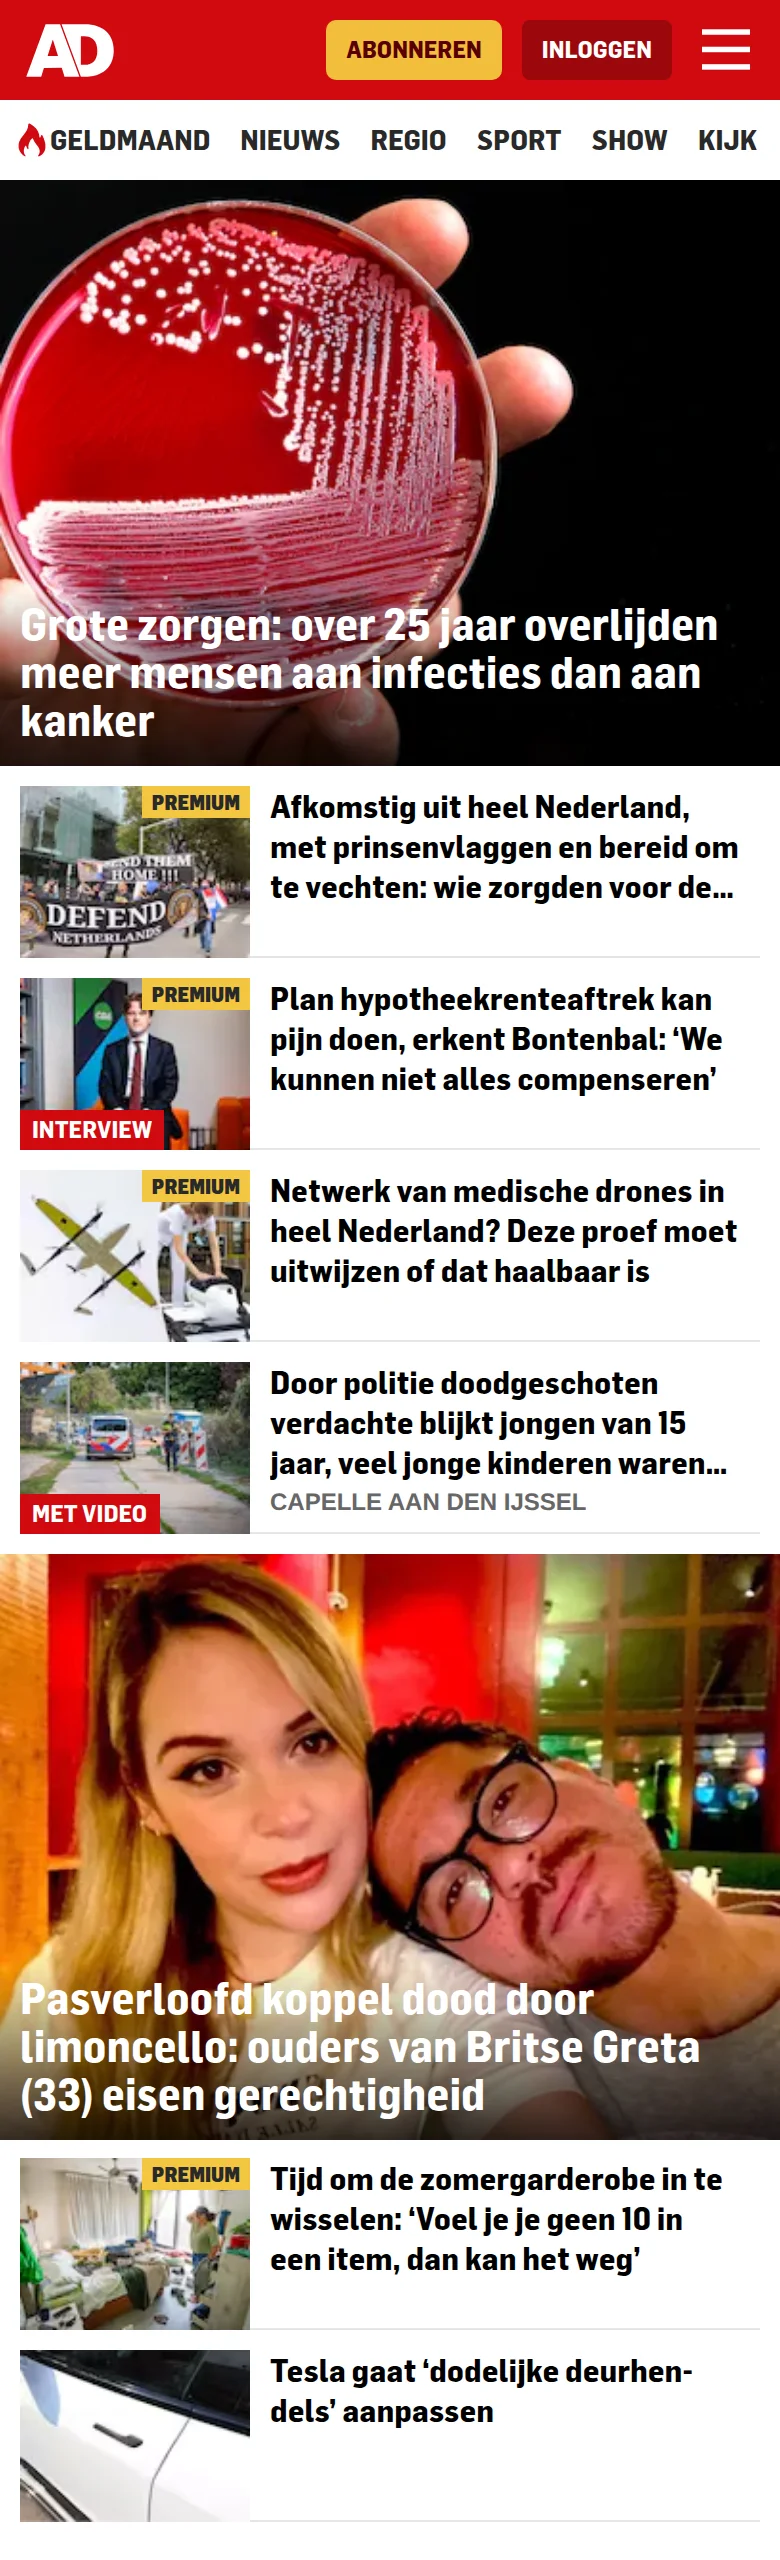 AD
ABONNEREN
INLOGGEN
GELDMAAND NIEUWS REGIO SPORT SHOW KIJK
Grote zorgen: over 25 jaar overlijden
meer mensen aan infecties dan aan
kanker
PREMIUM
SEND THEM
HOME !!!
DEFEND
NETHERLANDS
Afkomstig uit heel Nederland,
met prinsenvlaggen en bereid om
te vechten: wie zorgden voor de...
PREMIUM
INTERVIEW
Plan hypotheekrenteaftrek kan
pijn doen, erkent Bontenbal: ‘We
kunnen niet alles compenseren’
PREMIUM
Netwerk van medische drones in
heel Nederland? Deze proef moet
uitwijzen of dat haalbaar is
MET VIDEO
Door politie doodgeschoten
verdachte blijkt jongen van 15
jaar, veel jonge kinderen waren...
CAPELLE AAN DEN IJSSEL
Pasverloofd koppel dood door
limoncello: ouders van Britse Greta
(33) eisen gerechtigheid
PREMIUM
Tijd om de zomergarderobe in te
wisselen: ‘Voel je je geen 10 in
een item, dan kan het weg’
Tesla gaat ‘dodelijke deurhen-
dels’ aanpassen